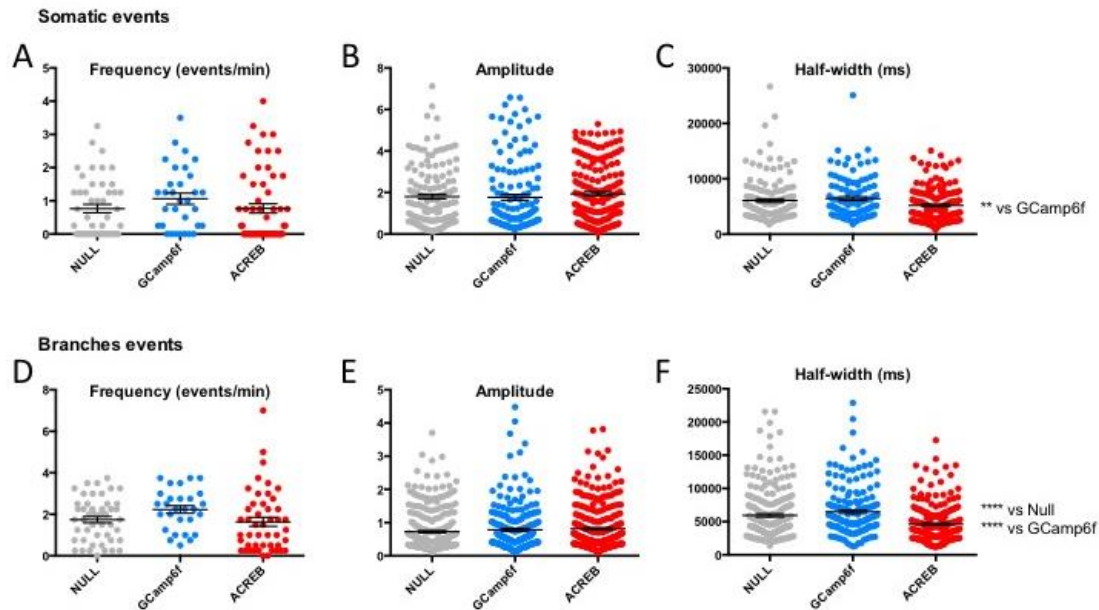 Somatic events
A
Frequency (events/min)
5
4
3
2
1
0
NULL
GCamp6f
ACREB
B
Amplitude
8
6
4
2
0
NULL
GCamp6f
ACREB
C
Half-width (ms)
30000
20000
10000
0
NULL
GCamp6f
ACREB
** vs GCamp6f
Branches events
D
Frequency (events/min)
8
6
4
2
0
NULL
GCamp6f
ACREB
E
Amplitude
5
4
3
2
1
0
NULL
GCamp6f
ACREB
F
Half-width (ms)
25000
20000
15000
10000
5000
0
NULL
GCamp6f
ACREB
**** vs Null
**** vs GCamp6f